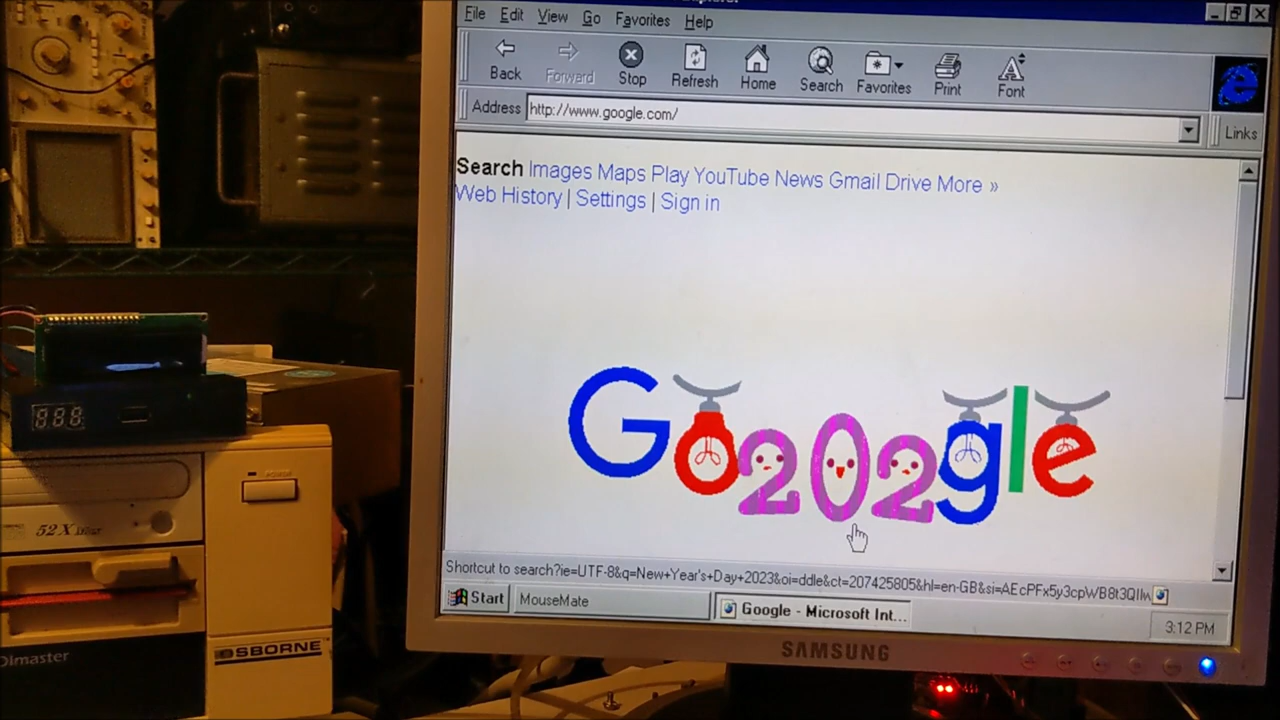 File Edit View Go Favorites Help
Back Forward Stop Refresh Home Search Favorites Print Font
Address http://www.google.com/ Links
Search Images Maps Play YouTube News Gmail Drive More »
Web History | Settings | Sign in
Go202gle
Shortcut to search?ie=UTF-8&q=New+Year's+Day+2023&oi=ddle&ct=207425805&hl=en-GB&si=AEcPFx5y3cpWB8t3QIIw
Start MouseMate Google - Microsoft Int...
3:12 PM
SAMSUNG
888
POWER
52X
OSBORNE